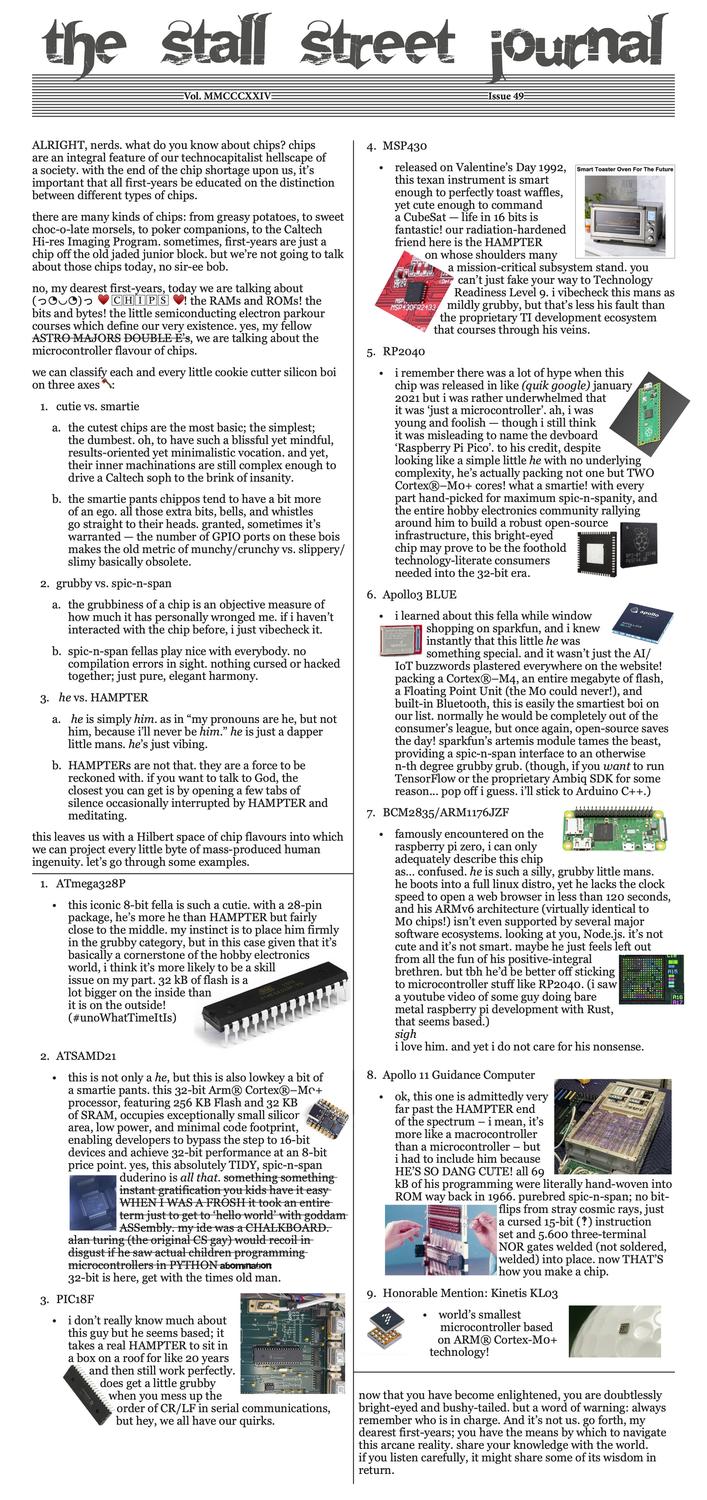 the stall street journal
Vol. MMCCCXXIV
Issue 49
ALRIGHT, nerds. what do you know about chips? chips
are an integral feature of our technocapitalist hellscape of
a society. with the end of the chip shortage upon us, it's
important that all first-years be educated on the distinction
between different types of chips.
there are many kinds of chips: from greasy potatoes, to sweet
choc-o-late morsels, to poker companions, to the Caltech
Hi-res Imaging Program. sometimes, first-years are just a
chip off the old jaded junior block. but we're not going to talk
about those chips today, no sir-ee bob.
no, my dearest first-years, today we are talking about
(っ◔◡◔)っ ♥ CHIPS ♥! the RAMs and ROMs! the
bits and bytes! the little semiconducting electron parkour
courses which define our very existence. yes, my fellow
ASTRO MAJORS DOUBLE E's, we are talking about the
microcontroller flavour of chips.
we can classify each and every little cookie cutter silicon boi
on three axes🪓:
1. cutie vs. smartie
a. the cutest chips are the most basic; the simplest;
the dumbest. oh, to have such a blissful yet mindful,
results-oriented yet minimalistic vocation. and yet,
their inner machinations are still complex enough to
drive a Caltech soph to the brink of insanity.
b. the smartie pants chippos tend to have a bit more
of an ego. all those extra bits, bells, and whistles
go straight to their heads. granted, sometimes it's
warranted — the number of GPIO ports on these bois
makes the old metric of munchy/crunchy vs. slippery/
slimy basically obsolete.
2. grubby vs. spic-n-span
a. the grubbiness of a chip is an objective measure of
how much it has personally wronged me. if i haven't
interacted with the chip before, i just vibecheck it.
b. spic-n-span fellas play nice with everybody. no
compilation errors in sight. nothing cursed or hacked
together; just pure, elegant harmony.
3. he vs. HAMPTER
a. he is simply him. as in "my pronouns are he, but not
him, because i'll never be him." he is just a dapper
little mans. he's just vibing.
b. HAMPTERs are not that. they are a force to be
reckoned with. if you want to talk to God, the
closest you can get is by opening a few tabs of
silence occasionally interrupted by HAMPTER and
meditating.
this leaves us with a Hilbert space of chip flavours into which
we can project every little byte of mass-produced human
ingenuity. let's go through some examples.
1. ATmega328P
• this iconic 8-bit fella is such a cutie. with a 28-pin
package, he's more he than HAMPTER but fairly
close to the middle. my instinct is to place him firmly
in the grubby category, but in this case given that it's
basically a cornerstone of the hobby electronics
world, i think it's more likely to be a skill
issue on my part. 32 kB of flash is a
lot bigger on the inside than
it is on the outside!
(#unoWhatTimeItIs)
2. ATSAMD21
• this is not only a he, but this is also lowkey a bit of
a smartie pants. this 32-bit Arm® Cortex®–M0+
processor, featuring 256 KB Flash and 32 KB
of SRAM, occupies exceptionally small silicon
area, low power, and minimal code footprint,
enabling developers to bypass the step to 16-bit
devices and achieve 32-bit performance at an 8-bit
price point. yes, this absolutely TIDY, spic-n-span
duderino is all that. something something
instant gratification you kids have it easy
WHEN I WAS A FROSH it took an entire
term just to get to 'hello world' with goddam
ASSembly. my ide was a CHALKBOARD.
alan turing (the original CS gay) would recoil in
disgust if he saw actual children programming
microcontrollers in PYTHON abomination
32-bit is here, get with the times old man.
3. PIC18F
• i don't really know much about
this guy but he seems based; it
takes a real HAMPTER to sit in
a box on a roof for like 20 years
and then still work perfectly.
does get a little grubby
when you mess up the
order of CR/LF in serial communications,
but hey, we all have our quirks.
4. MSP430
• released on Valentine's Day 1992,
this texan instrument is smart
enough to perfectly toast waffles,
yet cute enough to command
a CubeSat — life in 16 bits is
fantastic! our radiation-hardened
friend here is the HAMPTER
on whose shoulders many
a mission-critical subsystem stand. you
can't just fake your way to Technology
Readiness Level 9. i vibecheck this mans as
mildly grubby, but that's less his fault than
the proprietary TI development ecosystem
that courses through his veins.
Smart Toaster Oven For The Future
MSP430FR2433
5. RP2040
• i remember there was a lot of hype when this
chip was released in like (quik google) january
2021 but i was rather underwhelmed that
it was 'just a microcontroller'. ah, i was
young and foolish — though i still think
it was misleading to name the devboard
'Raspberry Pi Pico'. to his credit, despite
looking like a simple little he with no underlying
complexity, he's actually packing not one but TWO
Cortex®–M0+ cores! what a smartie! with every
part hand-picked for maximum spic-n-spanity, and
the entire hobby electronics community rallying
around him to build a robust open-source
infrastructure, this bright-eyed
chip may prove to be the foothold
technology-literate consumers
needed into the 32-bit era.
6. Apollo3 BLUE
• i learned about this fella while window
shopping on sparkfun, and i knew
instantly that this little he was
something special. and it wasn't just the AI/
IoT buzzwords plastered everywhere on the website!
packing a Cortex®–M4, an entire megabyte of flash,
a Floating Point Unit (the M0 could never!), and
built-in Bluetooth, this is easily the smartiest boi on
our list. normally he would be completely out of the
consumer's league, but once again, open-source saves
the day! sparkfun's artemis module tames the beast,
providing a spic-n-span interface to an otherwise
n-th degree grubby grub. (though, if you want to run
TensorFlow or the proprietary Ambiq SDK for some
reason... pop off i guess. i'll stick to Arduino C++.)
apollo
7. BCM2835/ARM1176JZF
• famously encountered on the
raspberry pi zero, i can only
adequately describe this chip
as... confused. he is such a silly, grubby little mans.
he boots into a full linux distro, yet he lacks the clock
speed to open a web browser in less than 120 seconds,
and his ARMv6 architecture (virtually identical to
M0 chips!) isn't even supported by several major
software ecosystems. looking at you, Node.js. it's not
cute and it's not smart. maybe he just feels left out
from all the fun of his positive-integral
brethren. but tbh he'd be better off sticking
to microcontroller stuff like RP2040. (i saw
a youtube video of some guy doing bare
metal raspberry pi development with Rust,
that seems based.)
sigh
i love him. and yet i do not care for his nonsense.
8. Apollo 11 Guidance Computer
• ok, this one is admittedly very
far past the HAMPTER end
of the spectrum – i mean, it's
more like a macrocontroller
than a microcontroller – but
i had to include him because
HE'S SO DANG CUTE! all 69
kB of his programming were literally hand-woven into
ROM way back in 1966. purebred spic-n-span; no bit-
flips from stray cosmic rays, just
a cursed 15-bit (‽) instruction
set and 5,600 three-terminal
NOR gates welded (not soldered,
welded) into place. now THAT'S
how you make a chip.
9. Honorable Mention: Kinetis KL03
• world's smallest
microcontroller based
on ARM® Cortex-M0+
technology!
now that you have become enlightened, you are doubtlessly
bright-eyed and bushy-tailed. but a word of warning: always
remember who is in charge. And it's not us. go forth, my
dearest first-years; you have the means by which to navigate
this arcane reality. share your knowledge with the world.
if you listen carefully, it might share some of its wisdom in
return.